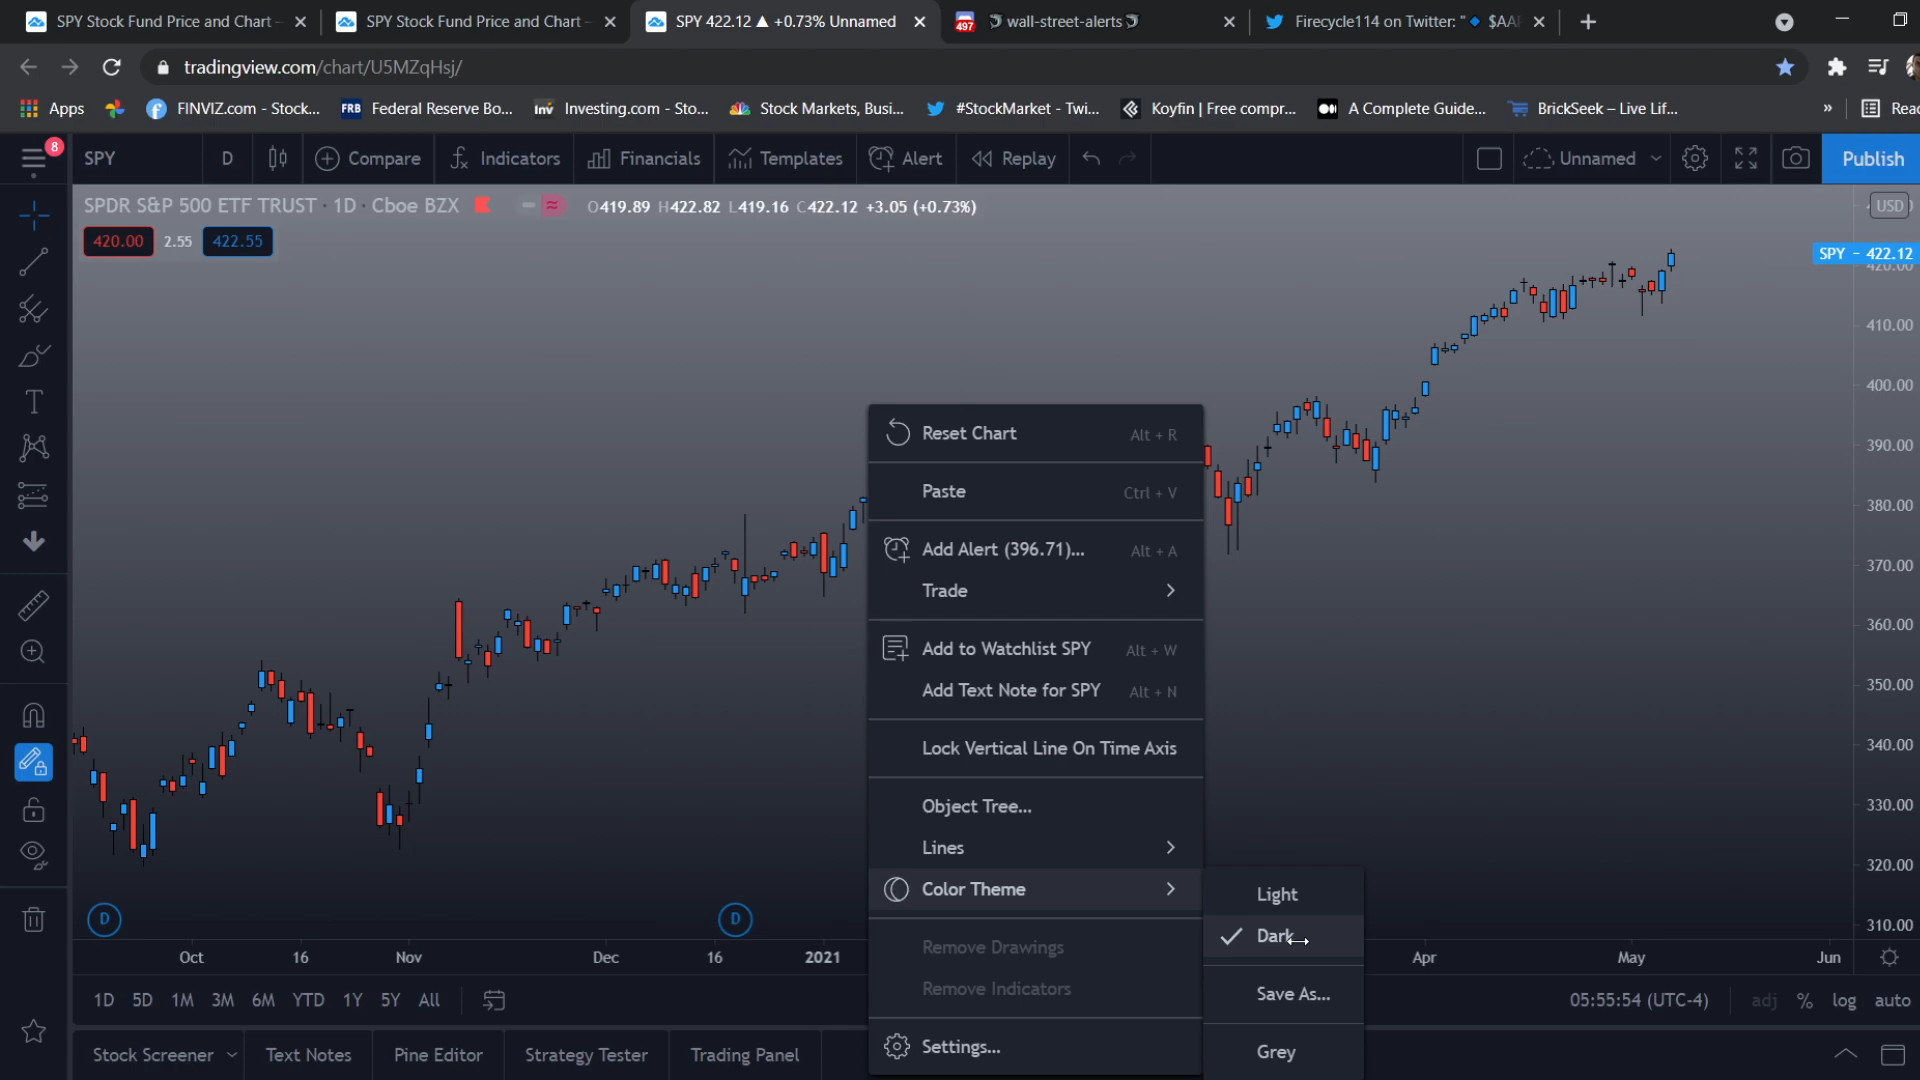 SPY Stock Fund Price and Chart
SPY Stock Fund Price and Chart
SPY 422.12 ▲ +0.73% Unnamed
497
wall-street-alerts
Firecycle114 on Twitter: "🔹 $AA
tradingview.com/chart/U5MZqHsj/
Apps
FINVIZ.com - Stock...
FRB
Federal Reserve Bo...
Inv
Investing.com - Sto...
Stock Markets, Busi...
#StockMarket - Twi...
Koyfin | Free compr...
A Complete Guide...
BrickSeek – Live Lif...
»
8
SPY
D
Compare
Indicators
Financials
Templates
Alert
Replay
Unnamed
Publish
SPDR S&P 500 ETF TRUST · 1D · Cboe BZX
O419.89 H422.82 L419.16 C422.12 +3.05 (+0.73%)
USD
420.00 2.55 422.55
SPY - 422.12
420.00
410.00
400.00
390.00
380.00
370.00
360.00
350.00
340.00
330.00
320.00
310.00
Reset Chart Alt + R
Paste Ctrl + V
Add Alert (396.71)... Alt + A
Trade
Add to Watchlist SPY Alt + W
Add Text Note for SPY Alt + N
Lock Vertical Line On Time Axis
Object Tree...
Lines
Color Theme
Remove Drawings
Remove Indicators
Settings...
Light
Dark
Save As...
Grey
D
D
Oct 16 Nov Dec 16 2021 Apr May Jun
1D 5D 1M 3M 6M YTD 1Y 5Y All
05:55:54 (UTC-4) adj % log auto
Stock Screener Text Notes Pine Editor Strategy Tester Trading Panel